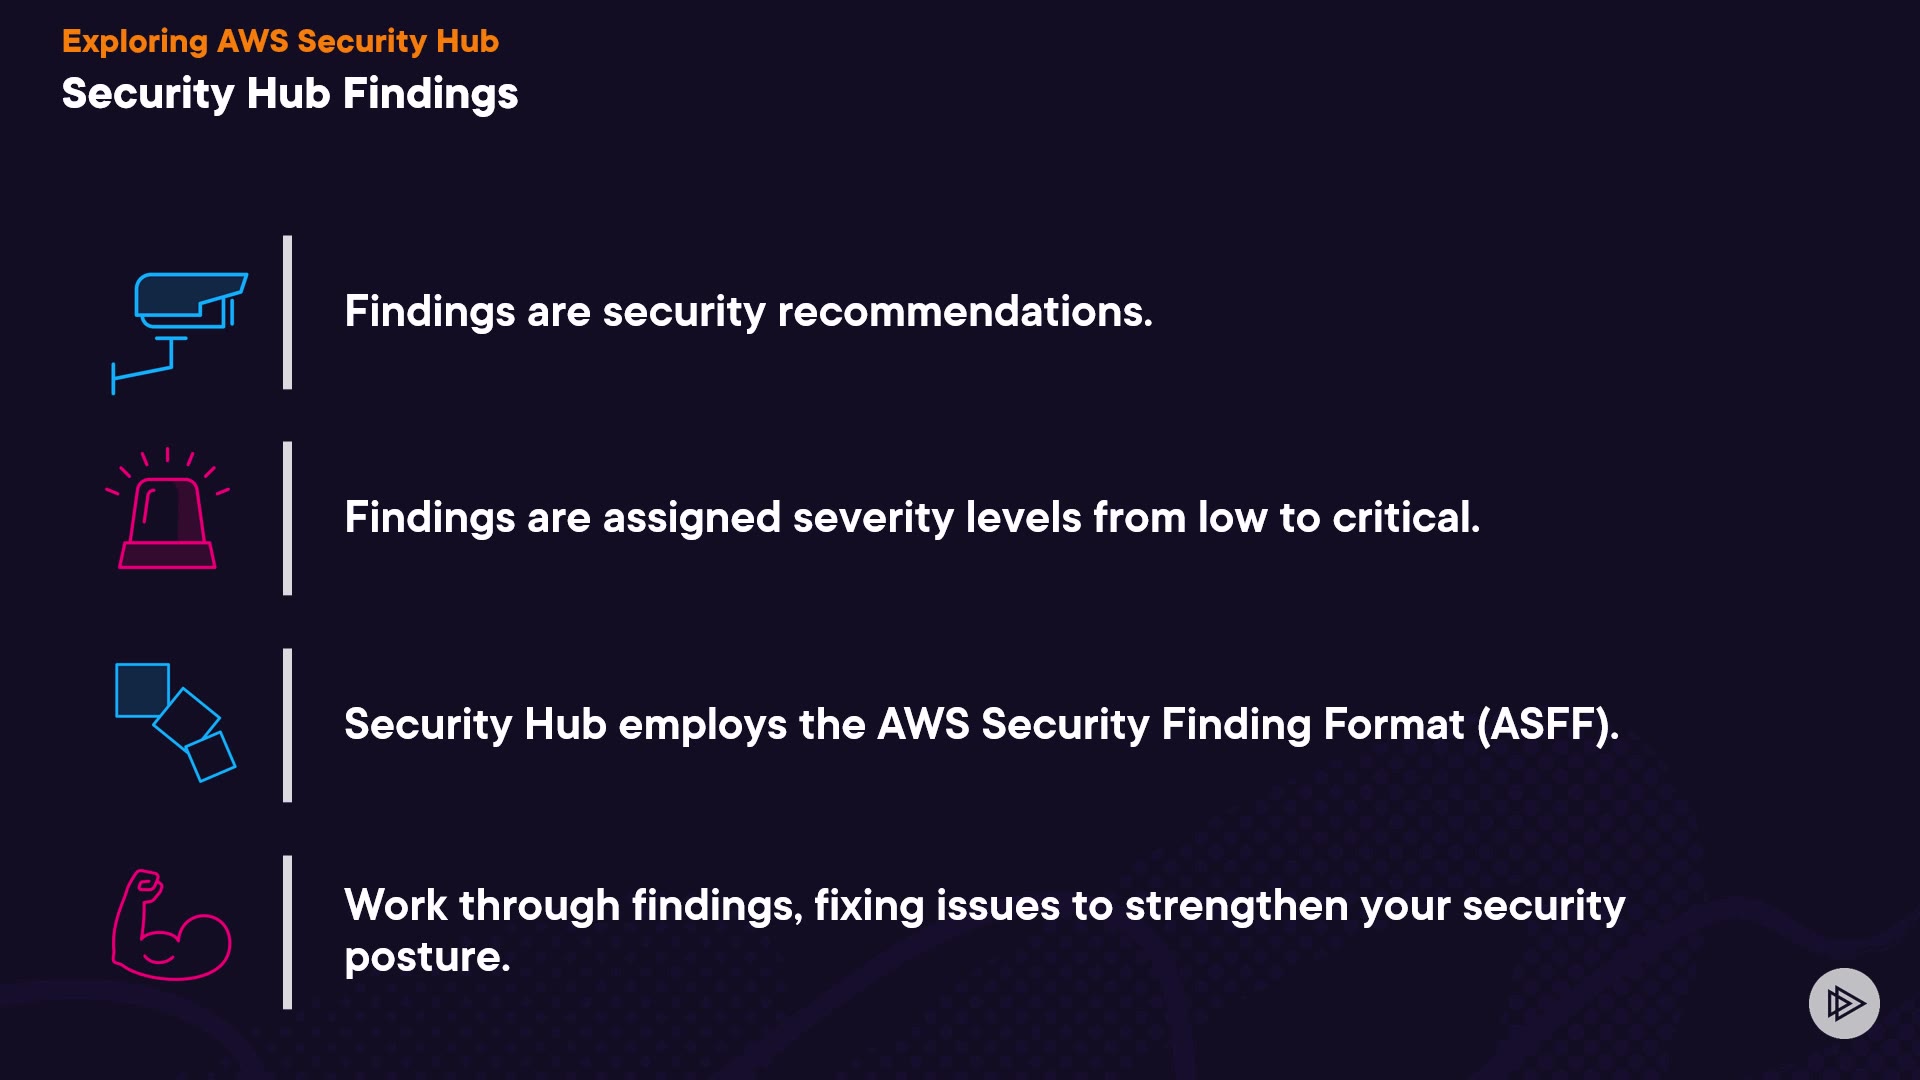 Exploring AWS Security Hub
Security Hub Findings
Findings are security recommendations.
Findings are assigned severity levels from low to critical.
Security Hub employs the AWS Security Finding Format (ASFF).
Work through findings, fixing issues to strengthen your security
posture.